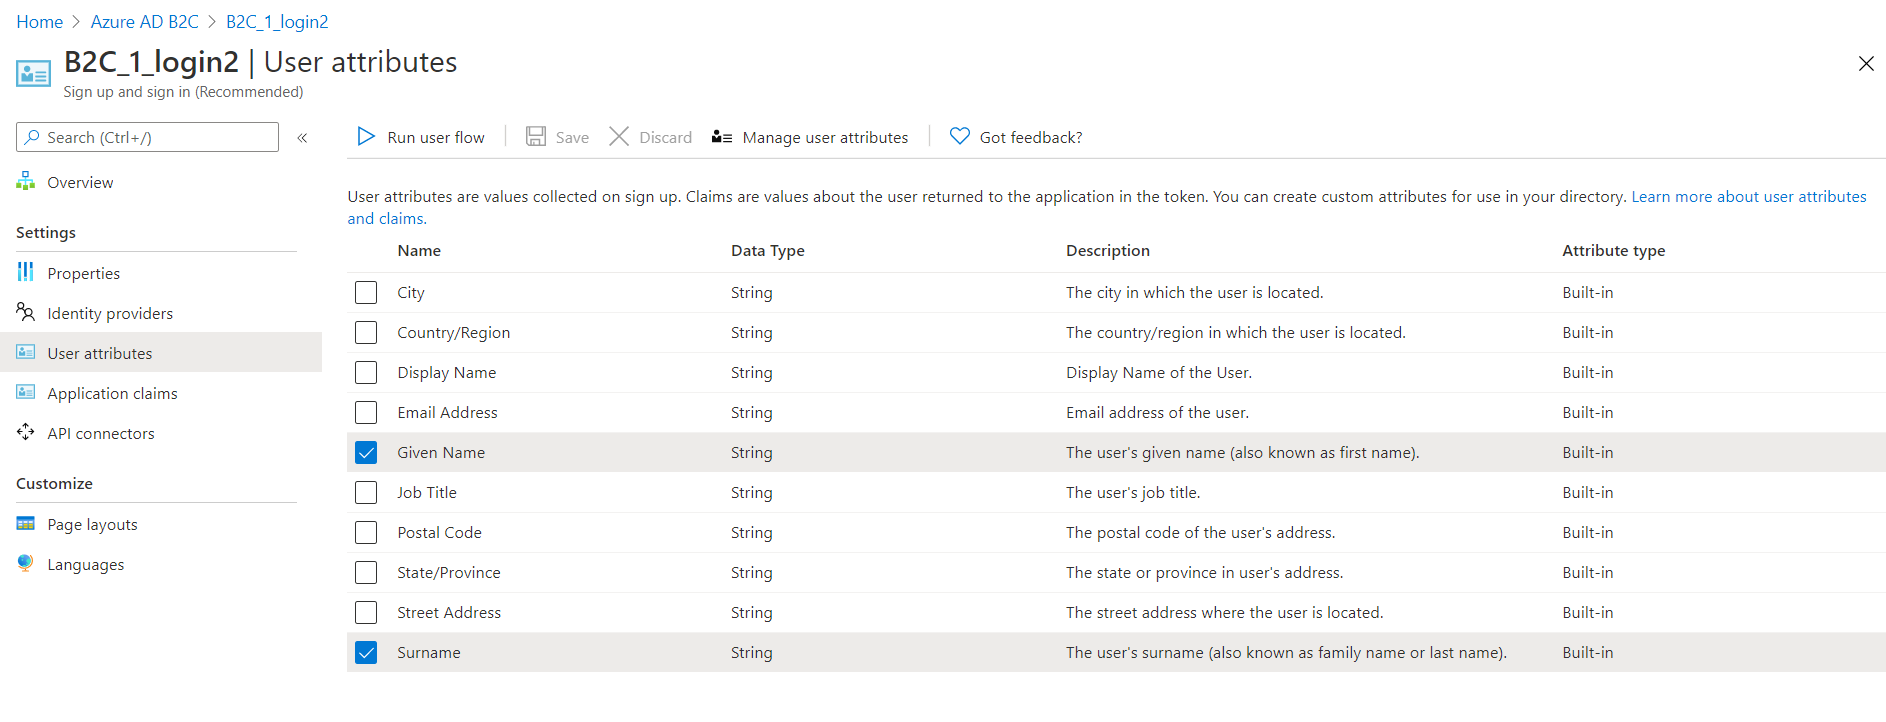 Home > Azure AD B2C > B2C_1_login2
B2C_1_login2 | User attributes
Sign up and sign in (Recommended)
Search (Ctrl+/)
«
Overview
Settings
Properties
Identity providers
User attributes
Application claims
API connectors
Customize
Page layouts
Languages
Run user flow Save Discard Manage user attributes Got feedback?
User attributes are values collected on sign up. Claims are values about the user returned to the application in the token. You can create custom attributes for use in your directory. Learn more about user attributes
and claims.
Name Data Type Description Attribute type
City String The city in which the user is located. Built-in
Country/Region String The country/region in which the user is located. Built-in
Display Name String Display Name of the User. Built-in
Email Address String Email address of the user. Built-in
Given Name String The user's given name (also known as first name). Built-in
Job Title String The user's job title. Built-in
Postal Code String The postal code of the user's address. Built-in
State/Province String The state or province in user's address. Built-in
Street Address String The street address where the user is located. Built-in
Surname String The user's surname (also known as family name or last name). Built-in